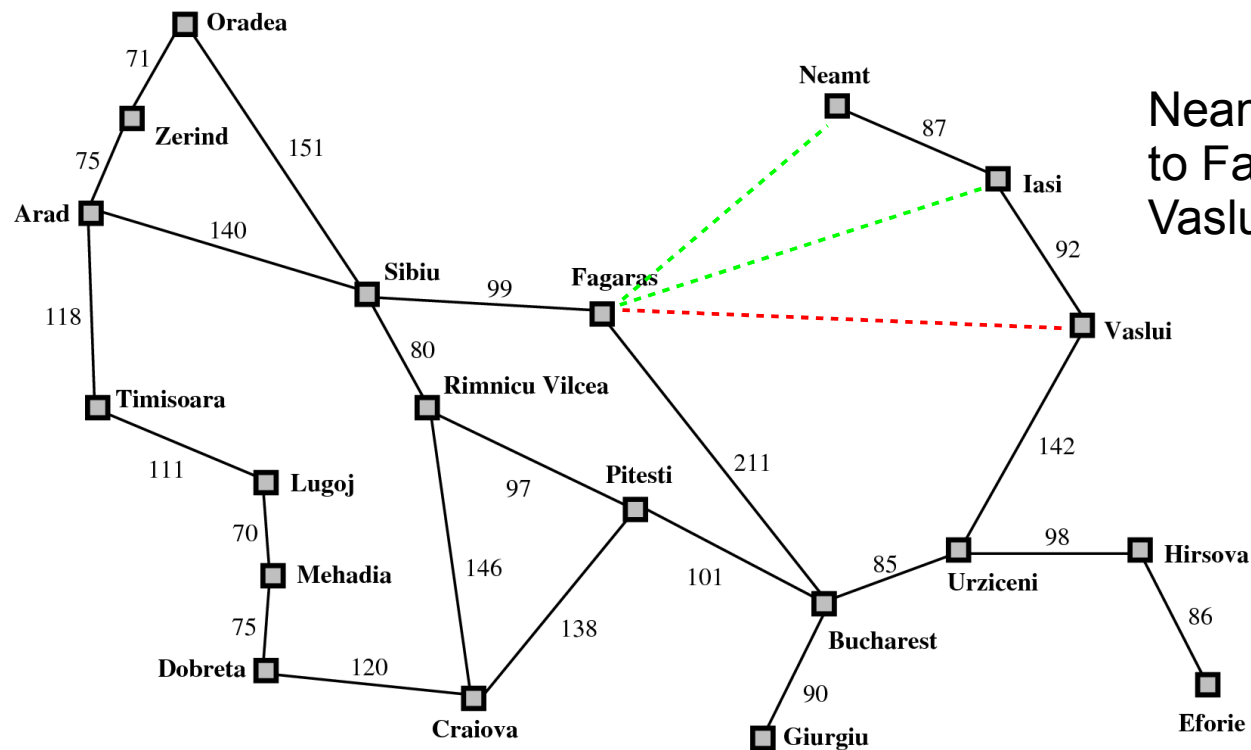 Oradea
71
Neamt
87
Zerind
to Fa
151
75
Iasi
Vaslu
Arad
140
92
Sibiu
Fagaras
99
118
Vaslui
80
Rimnicu Vilcea
Timisoara
142
211
111
Pitesti
Lugoj
97
70
98
Hirsova
146
85
Mehadia
101
Urziceni
86
75
138
Bucharest
Dobreta
120
90
Eforie
Craiova
Giurgiu